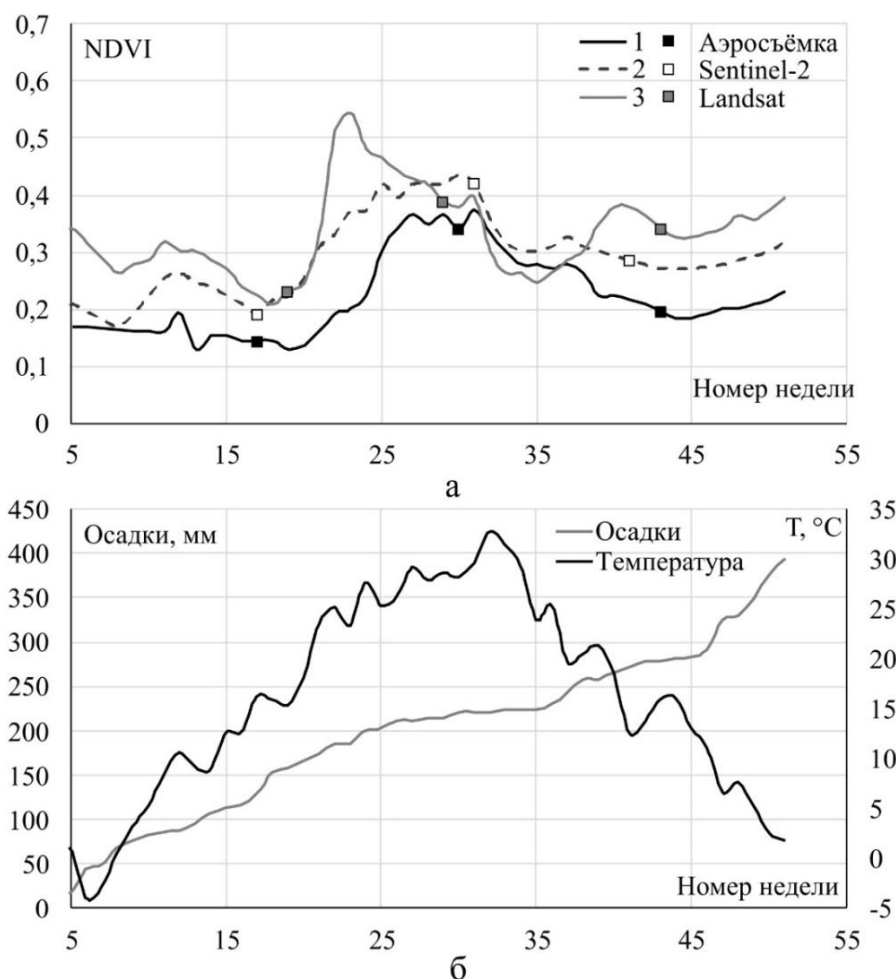 0,7
NDVI
1 Аэросъёмка
0,6
2 Sentinel-2
3 Landsat
0,5
0,4
0,3
0,2
0,1
Номер недели
0
5 15 25 35 45 55
а
450 35
Осадки, мм Осадки Т, °С
400 Температура 30
350 25
300
20
250
15
200
10
150
5
100
0
50
Номер недели
0 -5
5 15 25 35 45 55
б